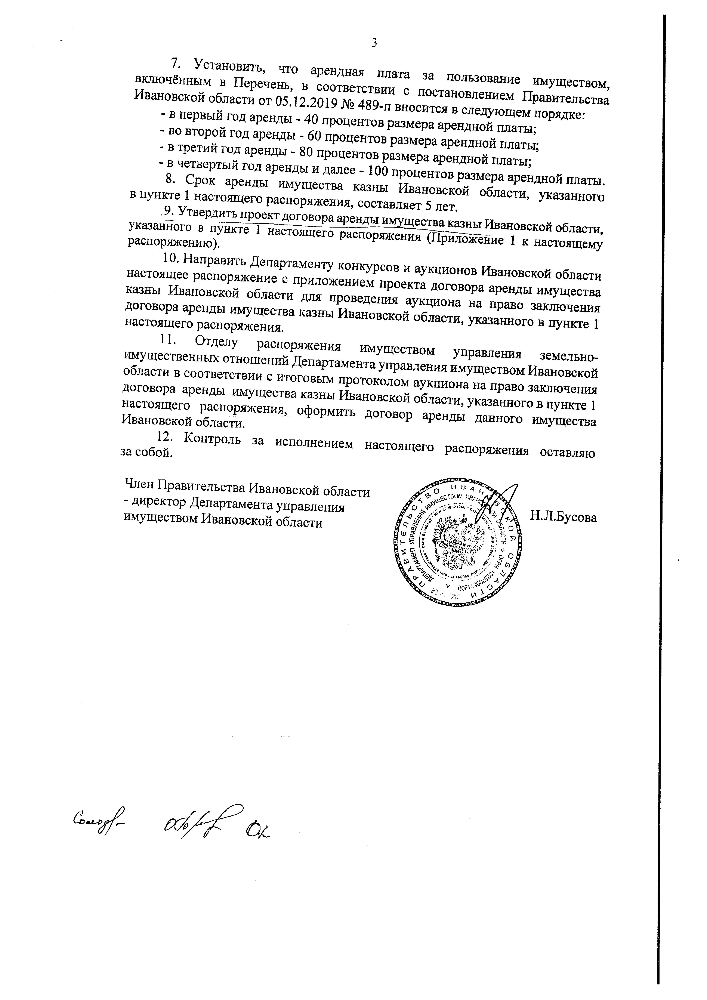 3
7. Установить, что арендная плата за пользование имуществом,
включённым в Перечень, в соответствии с постановлением Правительства
Ивановской области от 05.12.2019 № 489-п вносится в следующем порядке:
- в первый год аренды - 40 процентов размера арендной платы;
- во второй год аренды - 60 процентов размера арендной платы;
- в третий год аренды - 80 процентов размера арендной платы;
- в четвертый год аренды и далее - 100 процентов размера арендной платы.
8. Срок аренды имущества казны Ивановской области, указанного
в пункте 1 настоящего распоряжения, составляет 5 лет.
9. Утвердить проект договора аренды имущества казны Ивановской области,
указанного в пункте 1 настоящего распоряжения (Приложение 1 к настоящему
распоряжению).
10. Направить Департаменту конкурсов и аукционов Ивановской области
настоящее распоряжение с приложением проекта договора аренды имущества
казны Ивановской области для проведения аукциона на право заключения
договора аренды имущества казны Ивановской области, указанного в пункте 1
настоящего распоряжения.
11. Отделу распоряжения имуществом управления земельно-
имущественных отношений Департамента управления имуществом Ивановской
области в соответствии с итоговым протоколом аукциона на право заключения
договора аренды имущества казны Ивановской области, указанного в пункте 1
настоящего распоряжения, оформить договор аренды данного имущества
Ивановской области.
12. Контроль за исполнением настоящего распоряжения оставляю
за собой.
Член Правительства Ивановской области
- директор Департамента управления
имуществом Ивановской области
Н.Л.Бусова
ПРАВИТЕЛЬСТВО ИВАНОВСКОЙ ОБЛАСТИ
ДЕПАРТАМЕНТ УПРАВЛЕНИЯ ИМУЩЕСТВОМ ИВАНОВСКОЙ ОБЛАСТИ * ОГРН